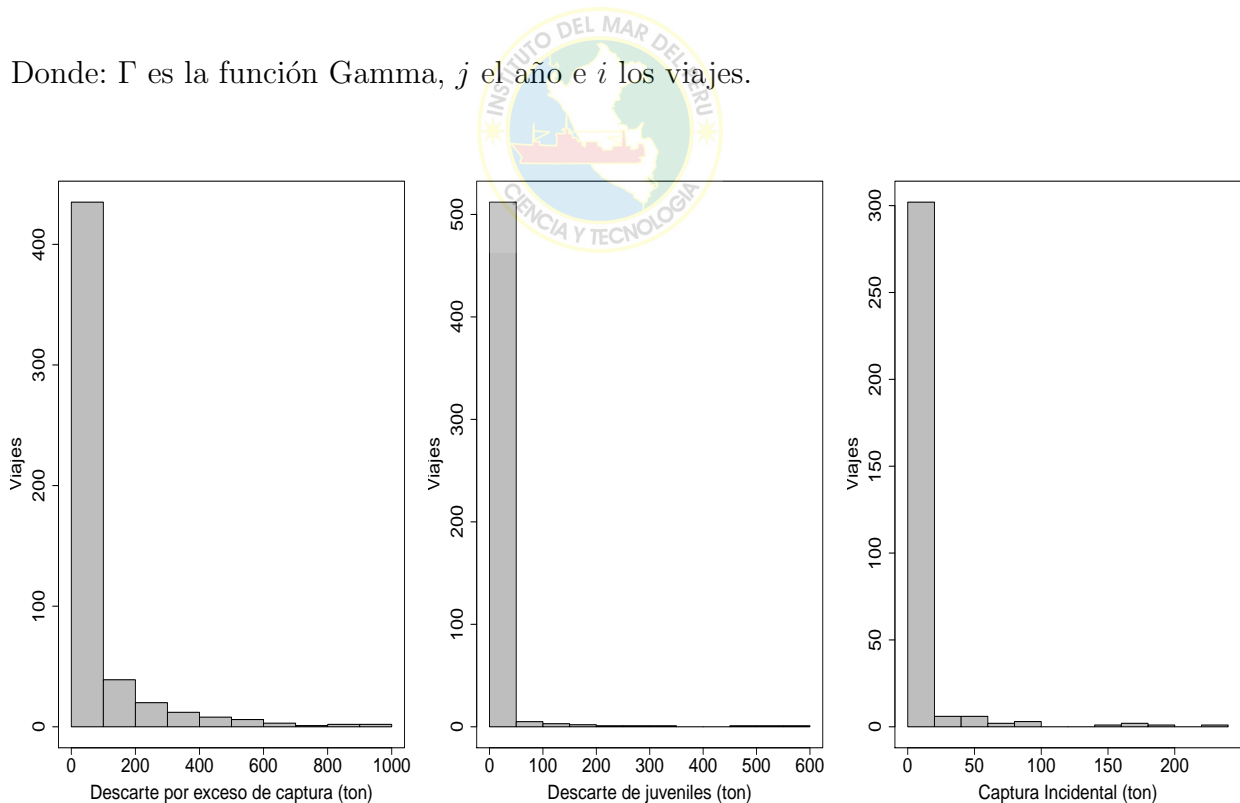 Donde: Γ es la función Gamma, j el año e i los viajes.
INSTITUTO DEL MAR DEL PERU
CIENCIA Y TECNOLOGIA
Viajes
0 100 200 300 400
0 200 400 600 800 1000
Descarte por exceso de captura (ton)
Viajes
0 100 200 300 400 500
0 100 200 300 400 500 600
Descarte de juveniles (ton)
Viajes
0 50 100 150 200 250 300
0 50 100 150 200
Captura Incidental (ton)